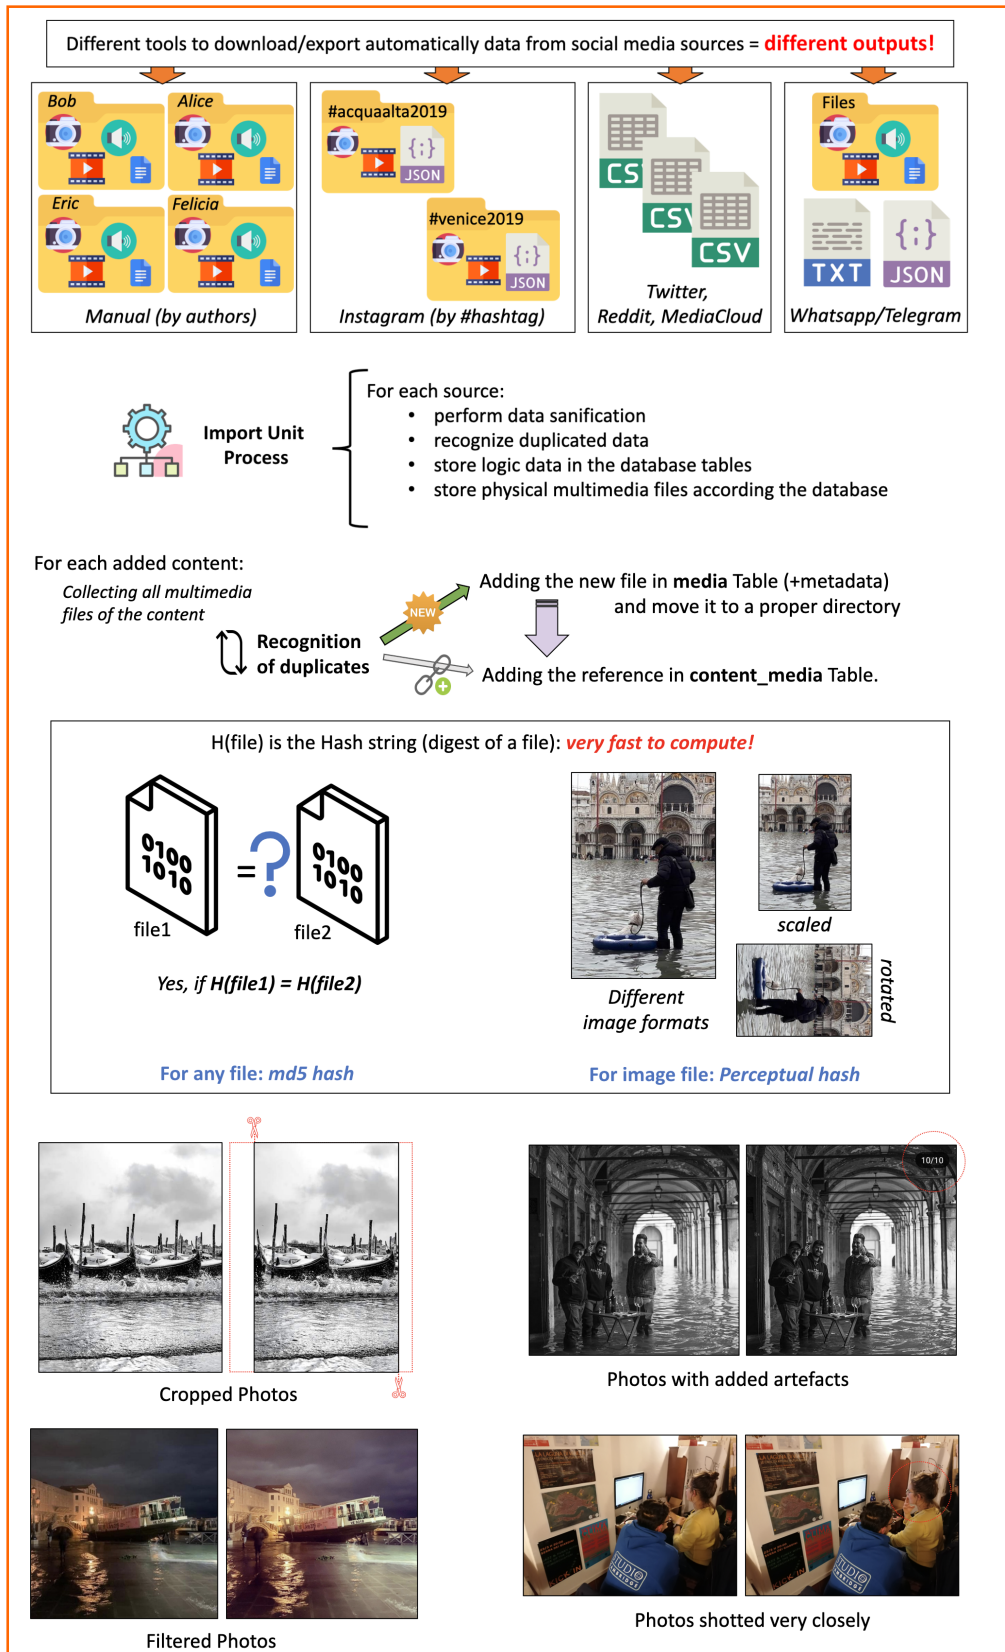 Different tools to download/export automatically data from social media sources = different outputs!
Bob
Alice
Eric
Felicia
Manual (by authors)
#acquaalta2019
JSON
#venice2019
JSON
Instagram (by #hashtag)
CS
CSV
CSV
Twitter,
Reddit, MediaCloud
Files
TXT
JSON
Whatsapp/Telegram
Import Unit
Process
For each source:
• perform data sanification
• recognize duplicated data
• store logic data in the database tables
• store physical multimedia files according the database
For each added content:
Collecting all multimedia
files of the content
Recognition
of duplicates
NEW
Adding the new file in media Table (+metadata)
and move it to a proper directory
Adding the reference in content_media Table.
H(file) is the Hash string (digest of a file): very fast to compute!
0100
1010
file1
=?
0100
1010
file2
Yes, if H(file1) = H(file2)
For any file: md5 hash
Different
image formats
scaled
rotated
For image file: Perceptual hash
Cropped Photos
10/10
Photos with added artefacts
Filtered Photos
TUDIO
TUDIO
Photos shotted very closely